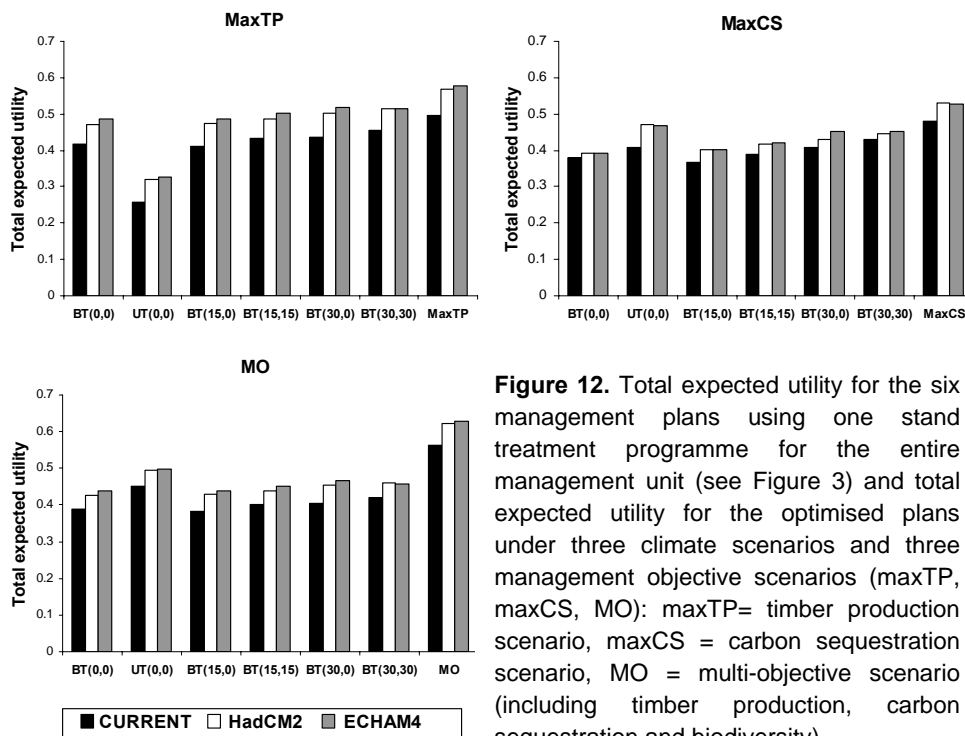 MaxTP
Total expected utility
0.7
0.6
0.5
0.4
0.3
0.2
0.1
0
BT(0,0) UT(0,0) BT(15,0) BT(15,15) BT(30,0) BT(30,30) MaxTP
MaxCS
Total expected utility
0.7
0.6
0.5
0.4
0.3
0.2
0.1
0
BT(0,0) UT(0,0) BT(15,0) BT(15,15) BT(30,0) BT(30,30) MaxCS
MO
Total expected utility
0.7
0.6
0.5
0.4
0.3
0.2
0.1
0
BT(0,0) UT(0,0) BT(15,0) BT(15,15) BT(30,0) BT(30,30) MO
CURRENT HadCM2 ECHAM4
Figure 12. Total expected utility for the six
management plans using one stand
treatment programme for the entire
management unit (see Figure 3) and total
expected utility for the optimised plans
under three climate scenarios and three
management objective scenarios (maxTP,
maxCS, MO): maxTP= timber production
scenario, maxCS = carbon sequestration
scenario, MO = multi-objective scenario
(including timber production, carbon
sequestration and biodiversity)